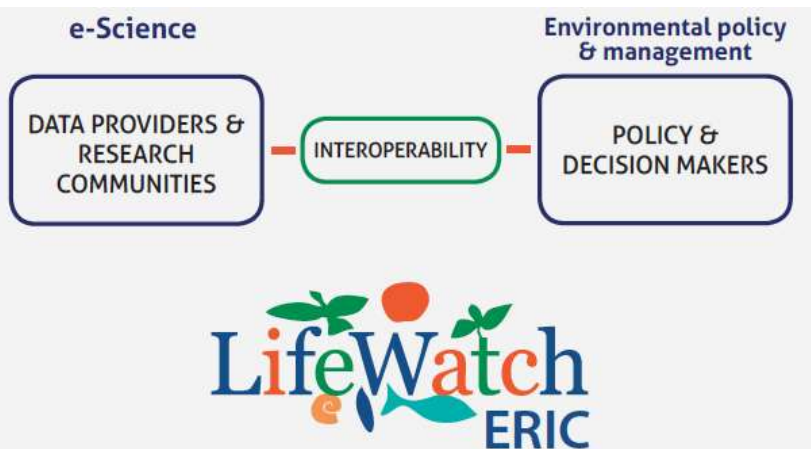 e-Science
Environmental policy
& management
DATA PROVIDERS &
RESEARCH
COMMUNITIES
INTEROPERABILITY
POLICY &
DECISION MAKERS
LifeWatch
ERIC